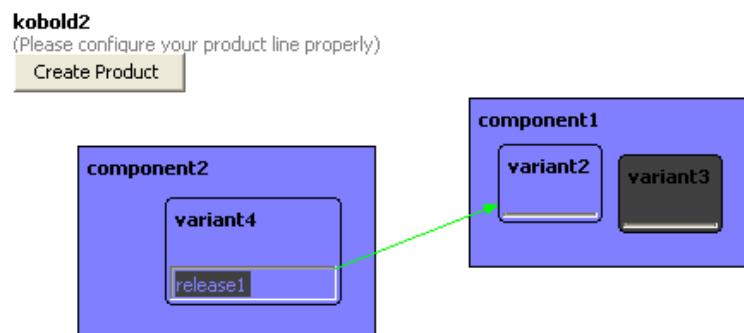 kobold2
(Please configure your product line properly)
Create Product
component1
variant2
variant3
component2
variant4
release1